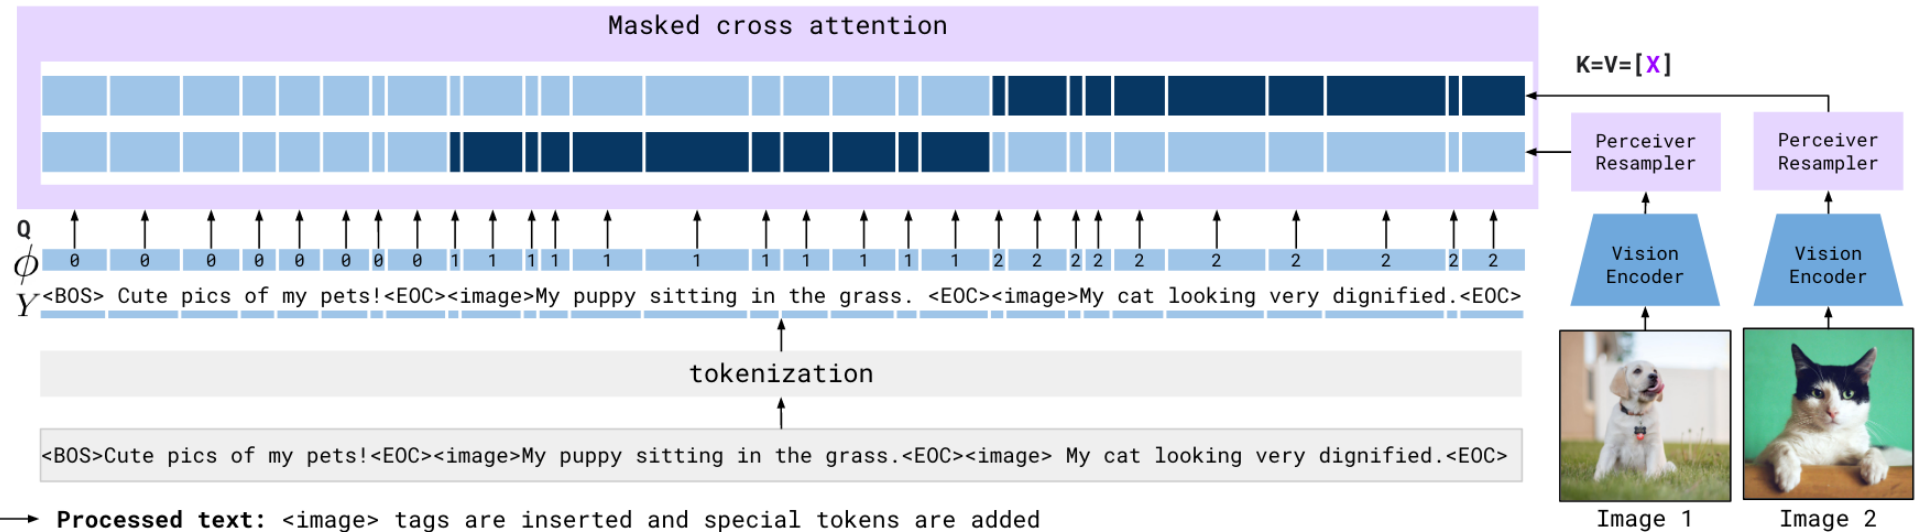 Masked cross attention
K=V=[X]
Perceiver
Resampler
Perceiver
Resampler
Q
ϕ 0 0 0 0 0 0 0 0 1 1 1 1 1 1 1 1 1 1 1 2 2 2 2 2 2 2 2 2 2
Vision
Encoder
Vision
Encoder
Y <BOS> Cute pics of my pets!<EOC><image>My puppy sitting in the grass. <EOC><image>My cat looking very dignified.<EOC>
tokenization
<BOS>Cute pics of my pets!<EOC><image>My puppy sitting in the grass.<EOC><image> My cat looking very dignified.<EOC>
Processed text: <image> tags are inserted and special tokens are added
Image 1
Image 2